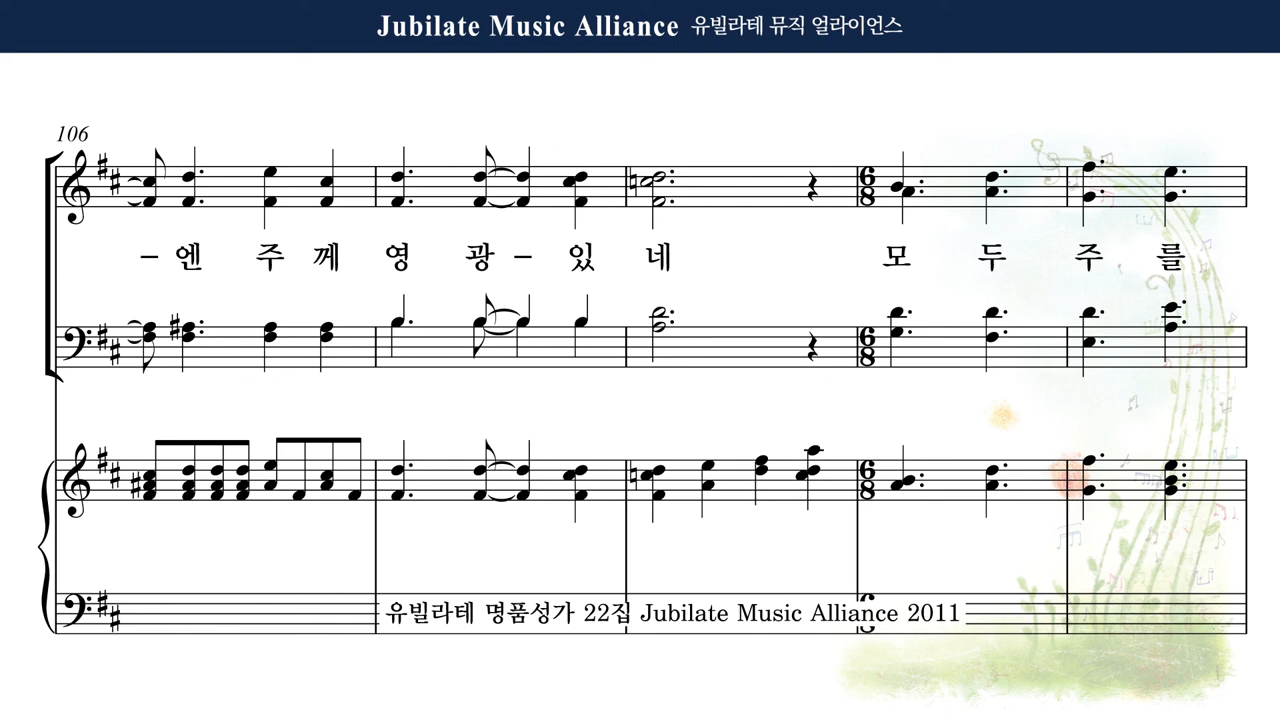 Jubilate Music Alliance 유빌라테 뮤직 얼라이언스
106
- 엔 주 께 영 광 - 있 네 모 두 주 를
유빌라테 명품성가 22집 Jubilate Music Alliance 2011